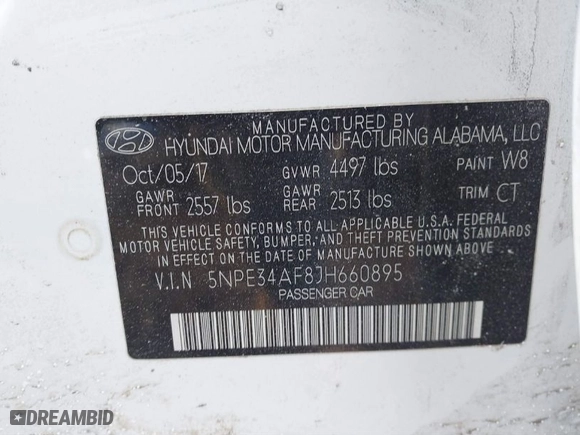 MANUFACTURED BY
HYUNDAI MOTOR MANUFACTURING ALABAMA, LLC
Oct/05/17 GVWR 4497 lbs PAINT W8
GAWR FRONT 2557 lbs GAWR REAR 2513 lbs TRIM CT
THIS VEHICLE CONFORMS TO ALL APPLICABLE U.S.A. FEDERAL
MOTOR VEHICLE SAFETY, BUMPER, AND THEFT PREVENTION STANDARDS
IN EFFECT ON THE DATE OF MANUFACTURE SHOWN ABOVE.
V.I.N 5NPE34AF8JH660895
PASSENGER CAR
DREAMBID